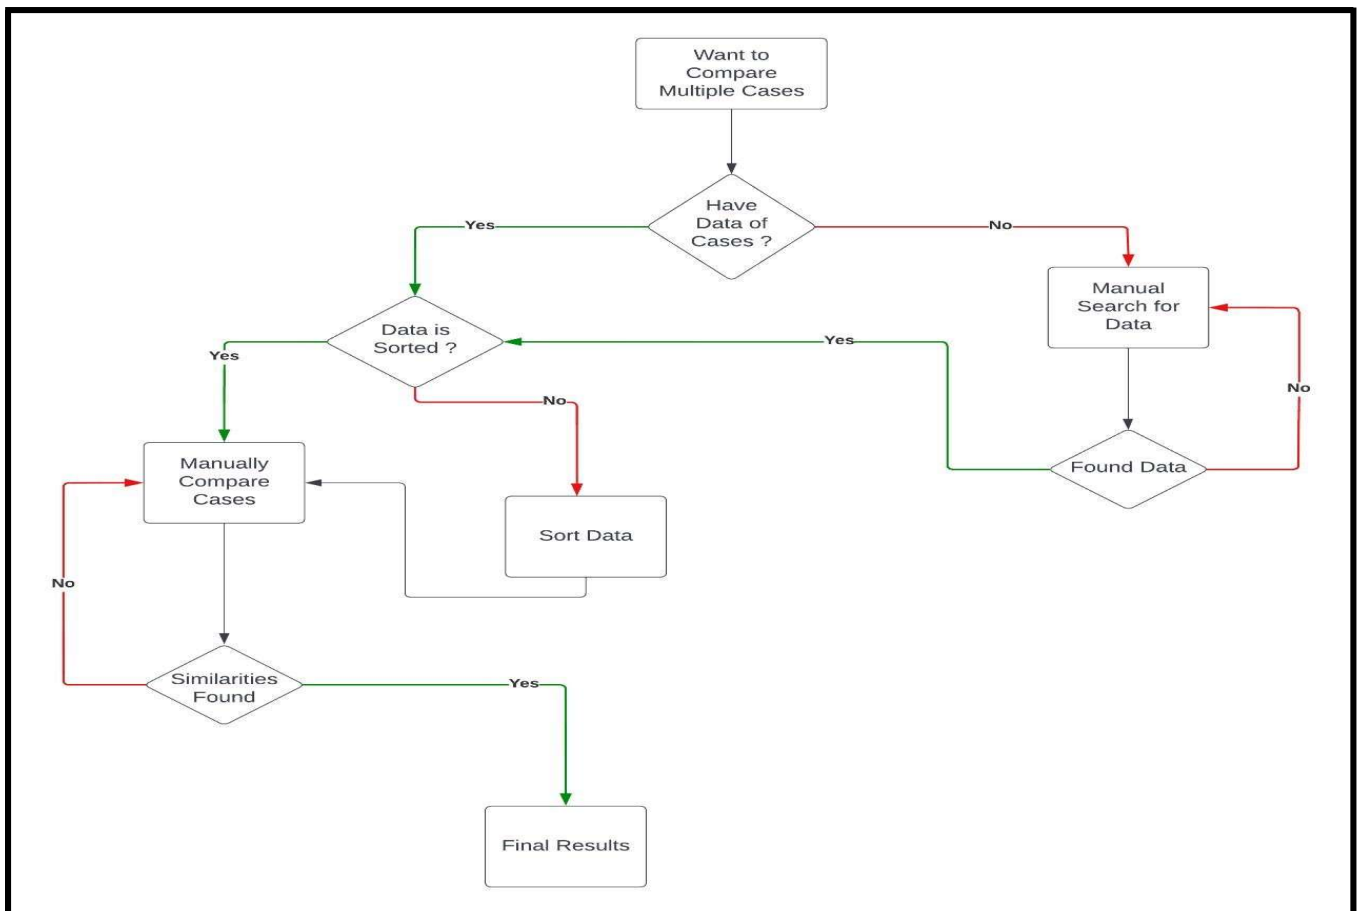 Want to
Compare
Multiple Cases
Have
Data of
Cases ?
Yes
No
Manual
Search for
Data
Data is
Sorted ?
Yes
Yes
No
No
Manually
Compare
Cases
Found Data
Sort Data
No
Similarities
Found
Yes
Final Results